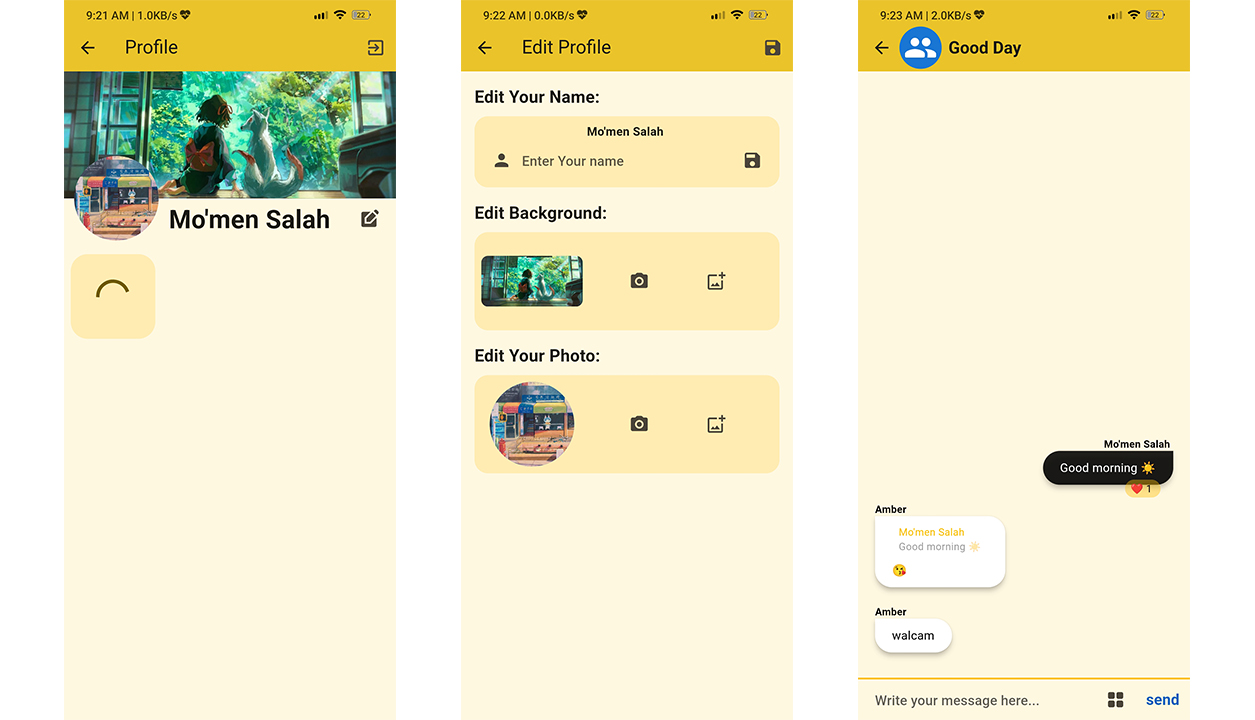 9:21 AM | 1.0KB/s
22
Profile
Mo'men Salah
9:22 AM | 0.0KB/s
22
Edit Profile
Edit Your Name:
Mo'men Salah
Enter Your name
Edit Background:
Edit Your Photo:
9:23 AM | 2.0KB/s
22
Good Day
Mo'men Salah
Good morning ☀️
❤️ 1
Amber
Mo'men Salah
Good morning ☀️
😘
Amber
walcam
Write your message here...
send